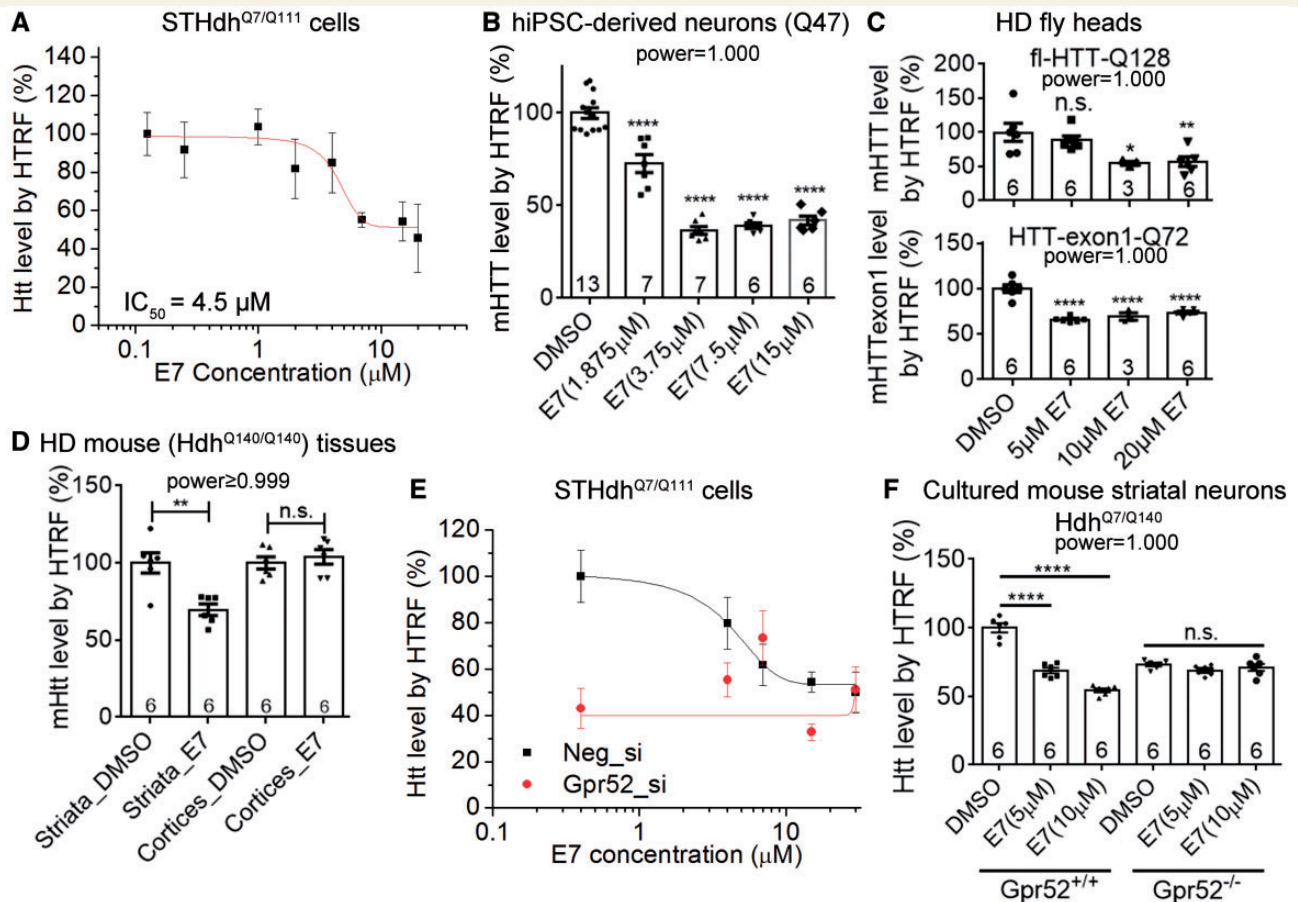 A
STHdhQ7/Q111 cells
Htt level by HTRF (%)
140
120
100
80
60
40
20
0
IC50 = 4.5 µM
0.1
1
10
E7 Concentration (µM)
B hiPSC-derived neurons (Q47)
power=1.000
mHTT level by HTRF (%)
100
50
0
****
****
****
****
13
7
7
6
6
DMSO
E7(1.875µM)
E7(3.75µM)
E7(7.5µM)
E7(15µM)
C
HD fly heads
fl-HTT-Q128
power=1.000
mHTT level
by HTRF (%)
200
150
100
50
0
n.s.
*
**
6
6
3
6
HTT-exon1-Q72
power=1.000
mHTTexon1 level
by HTRF (%)
150
100
50
0
****
****
****
6
6
3
6
DMSO
5µM E7
10µM E7
20µM E7
D HD mouse (HdhQ140/Q140) tissues
power≥0.999
mHtt level by HTRF (%)
150
100
50
0
**
n.s.
6
6
6
6
Striata_DMSO
Striata_E7
Cortices_DMSO
Cortices_E7
E
STHdhQ7/Q111 cells
Htt level by HTRF (%)
120
100
80
60
40
20
0
Neg_si
Gpr52_si
0.1
1
10
E7 concentration (µM)
F Cultured mouse striatal neurons
HdhQ7/Q140
power=1.000
Htt level by HTRF (%)
150
100
50
0
****
****
n.s.
6
6
6
6
6
6
DMSO
E7(5µM)
E7(10µM)
DMSO
E7(5µM)
E7(10µM)
Gpr52+/+
Gpr52-/-